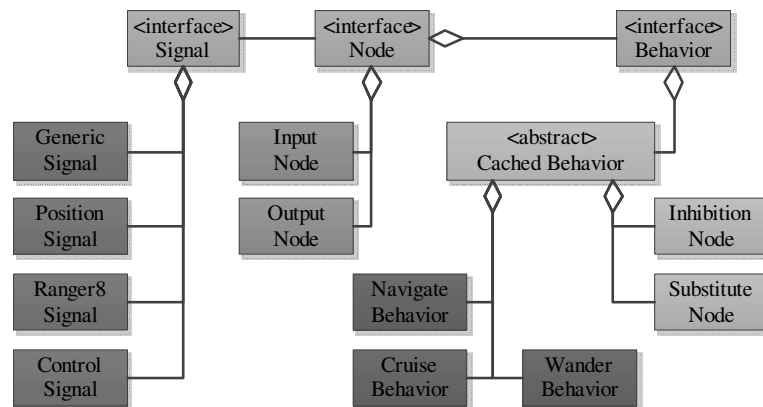 <interface>
Signal
<interface>
Node
<interface>
Behavior
Generic
Signal
Input
Node
<abstract>
Cached Behavior
Position
Signal
Output
Node
Inhibition
Node
Ranger8
Signal
Navigate
Behavior
Substitute
Node
Control
Signal
Cruise
Behavior
Wander
Behavior